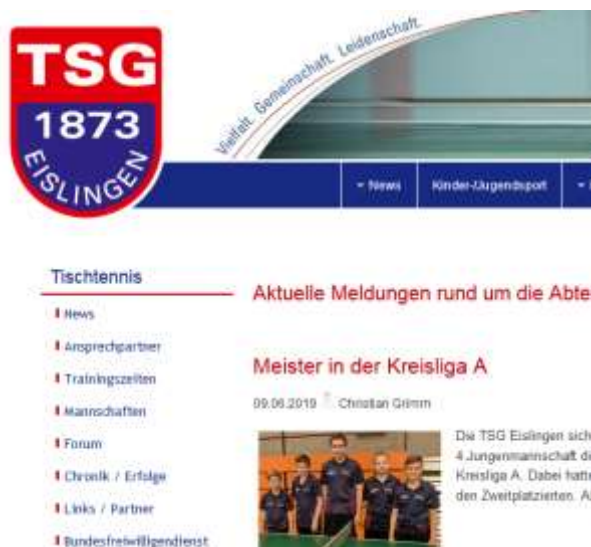 TSG
1873
EISLINGEN
Vielfalt. Gemeinschaft. Leidenschaft.
News
Kinder-/Jugendsport
Tischtennis
News
Ansprechpartner
Trainingszeiten
Mannschaften
Forum
Chronik / Erfolge
Links / Partner
Bundesfreiwilligendienst
Aktuelle Meldungen rund um die Abte
Meister in der Kreisliga A
09.06.2019 Christian Grimm
Die TSG Eislingen sich
4.Jungenmannschaft di
Kreisliga A. Dabei hatte
den Zweitplatzierten. A